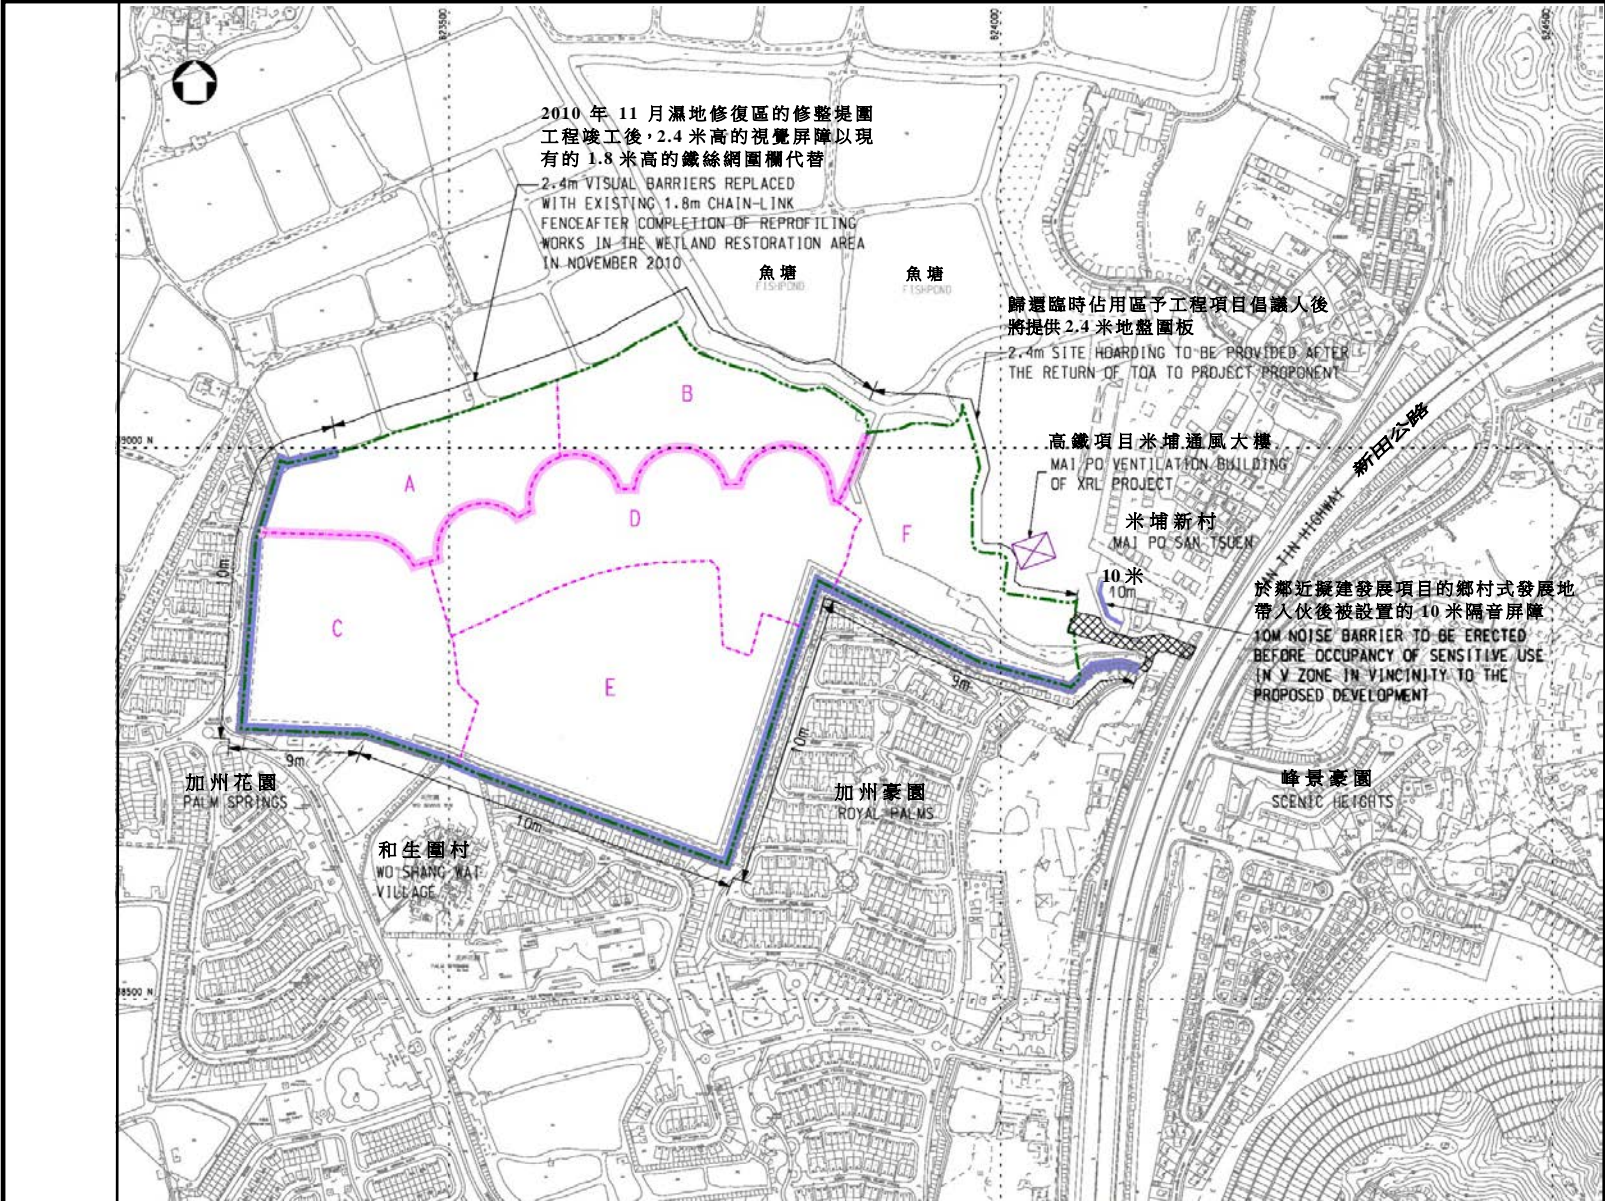 823500
824000
824500
2010 年 11 月濕地修復區的修整堤圍
工程竣工後，2.4 米高的視覺屏障以現
有的 1.8 米高的鐵絲網圍欄代替
2.4m VISUAL BARRIERS REPLACED
WITH EXISTING 1.8m CHAIN-LINK
FENCEAFTER COMPLETION OF REPROFILING
WORKS IN THE WETLAND RESTORATION AREA
IN NOVEMBER 2010
魚塘
FISHPOND
魚塘
FISHPOND
歸還臨時佔用區予工程項目倡議人後
將提供 2.4 米地盤圍板
2.4m SITE HOARDING TO BE PROVIDED AFTER
THE RETURN OF TOA TO PROJECT PROPONENT
B
新田公路
高鐵項目米埔通風大樓
MAI PO VENTILATION BUILDING
OF XRL PROJECT
A
D
F
米埔新村
MAI PO SAN TSUEN
TIN HIGHWAY
10m
10 米
10m
於鄰近擬建發展項目的鄉村式發展地
帶入伙後被設置的 10 米隔音屏障
10M NOISE BARRIER TO BE ERECTED
BEFORE OCCUPANCY OF SENSITIVE USE
IN V ZONE IN VINCINITY TO THE
PROPOSED DEVELOPMENT
C
E
9m
10m
9m
加州花園
PALM SPRINGS
加州豪園
ROYAL PALMS
峰景豪園
SCENIC HEIGHTS
10m
和生圍村
WO SHANG WAI
VILLAGE